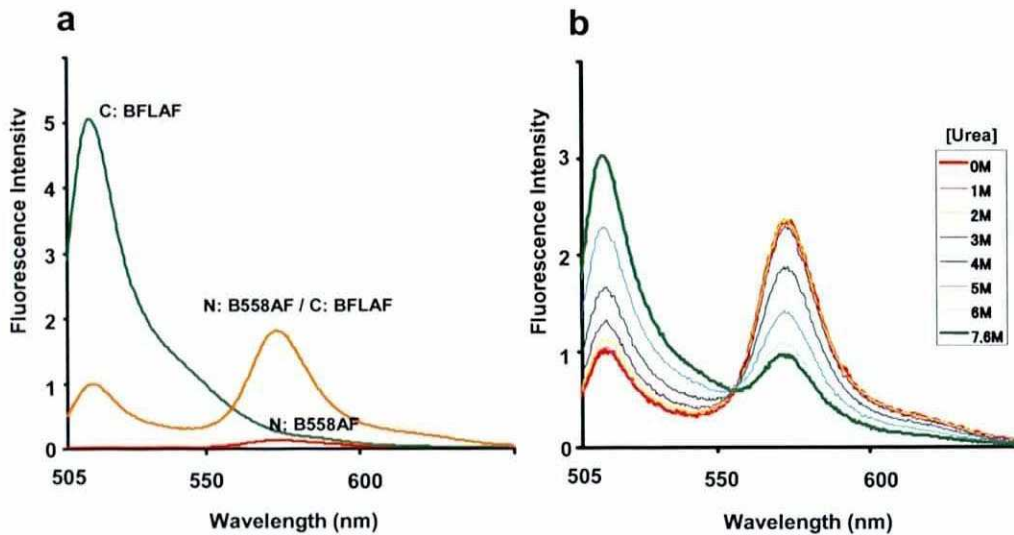 a
Fluorescence Intensity
5
4
3
2
1
0
C: BFLAF
N: B558AF / C: BFLAF
N: B558AF
505 550 600
Wavelength (nm)
b
Fluorescence Intensity
3
2
1
0
505 550 600
Wavelength (nm)
[Urea]
0M
1M
2M
3M
4M
5M
6M
7.6M